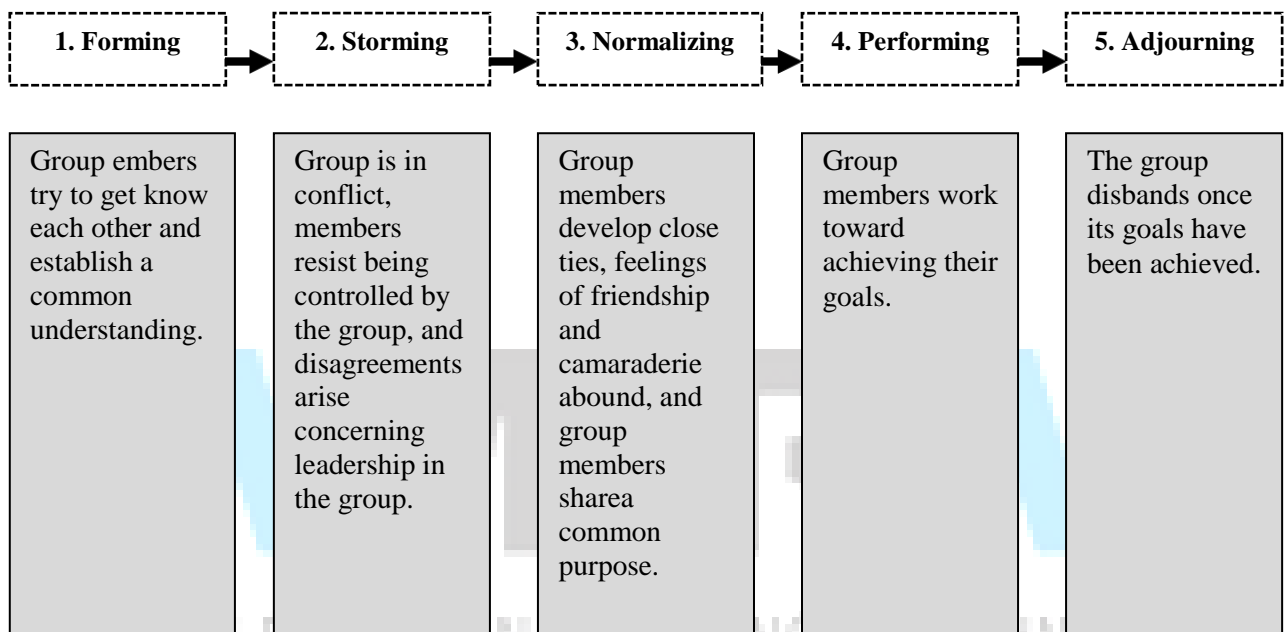 1. Forming
2. Storming
3. Normalizing
4. Performing
5. Adjourning
Group embers
try to get know
each other and
establish a
common
understanding.
Group is in
conflict,
members
resist being
controlled by
the group, and
disagreements
arise
concerning
leadership in
the group.
Group
members
develop close
ties, feelings
of friendship
and
camaraderie
abound, and
group
members
sharea
common
purpose.
Group
members work
toward
achieving their
goals.
The group
disbands once
its goals have
been achieved.